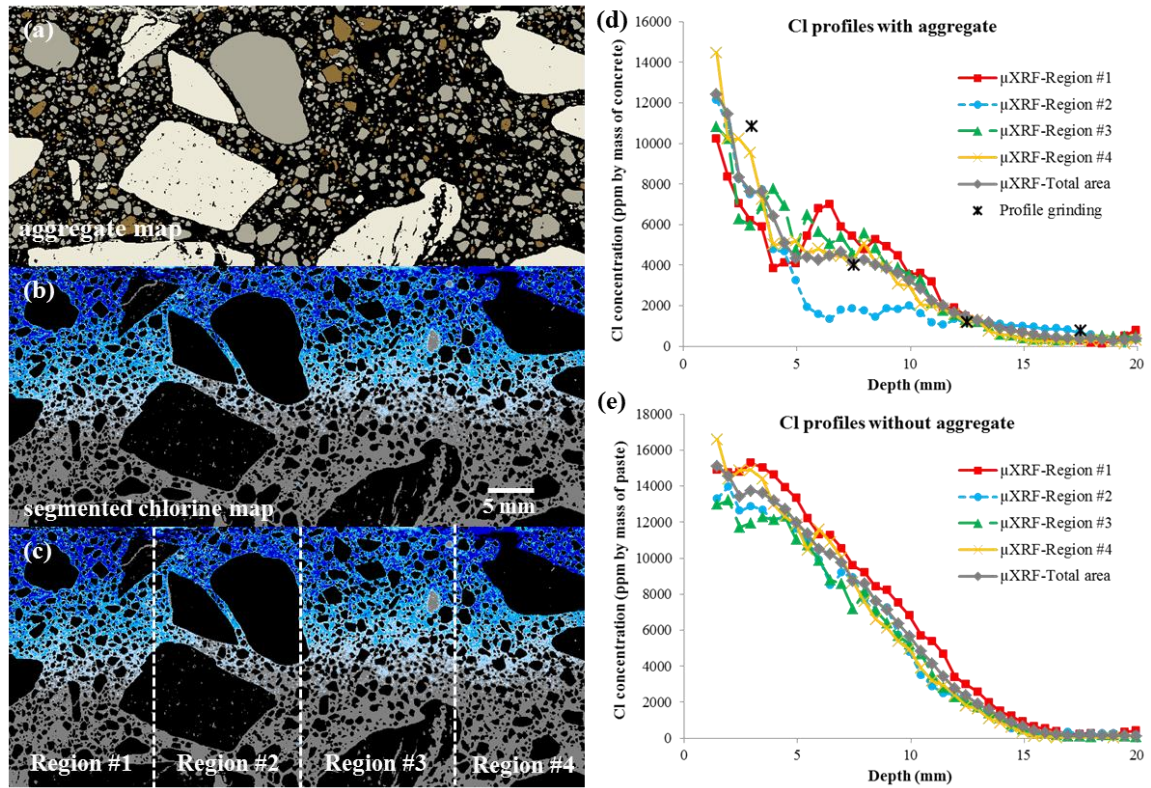 (a)
aggregate map
(b)
5 mm
segmented chlorine map
(c)
Region #1
Region #2
Region #3
Region #4
(d)
Cl profiles with aggregate
Cl concentration (ppm by mass of concrete)
16000
14000
12000
10000
8000
6000
4000
2000
0
µXRF-Region #1
µXRF-Region #2
µXRF-Region #3
µXRF-Region #4
µXRF-Total area
Profile grinding
0
5
10
15
20
Depth (mm)
(e)
Cl profiles without aggregate
Cl concentration (ppm by mass of paste)
18000
16000
14000
12000
10000
8000
6000
4000
2000
0
µXRF-Region #1
µXRF-Region #2
µXRF-Region #3
µXRF-Region #4
µXRF-Total area
0
5
10
15
20
Depth (mm)